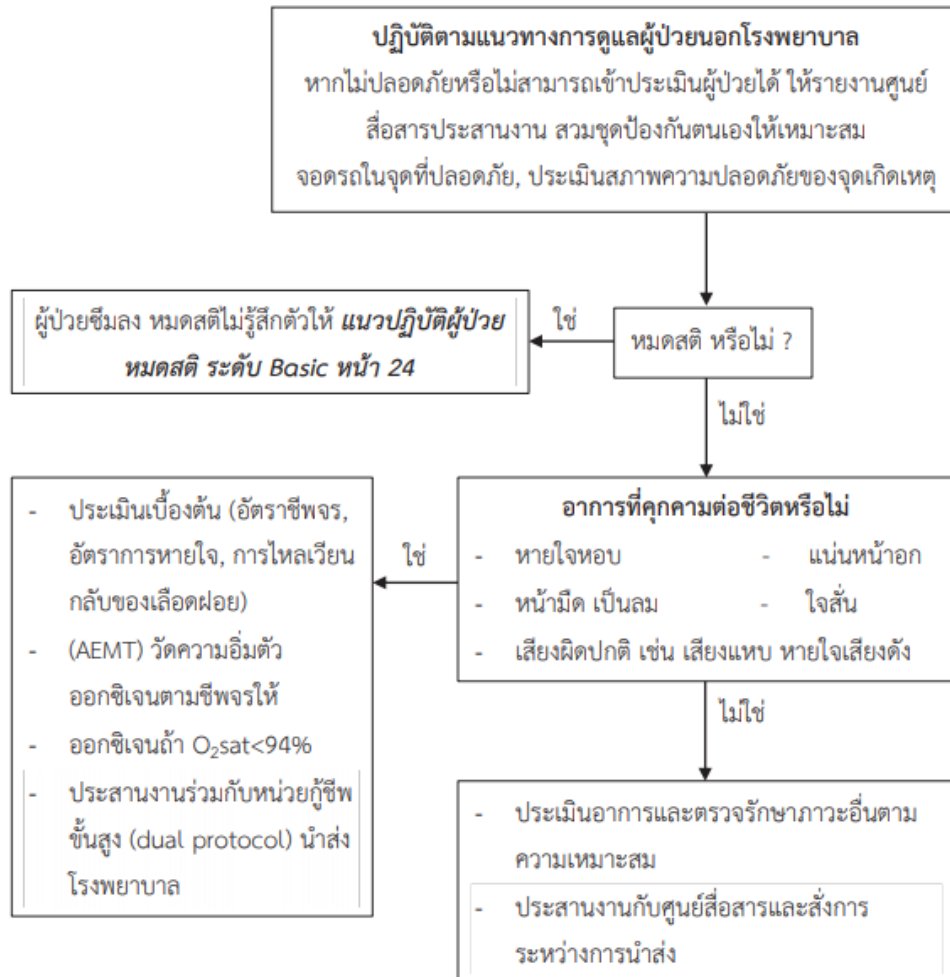 ปฏิบัติตามแนวทางการดูแลผู้ป่วยนอกโรงพยาบาล
หากไม่ปลอดภัยหรือไม่สามารถเข้าประเมินผู้ป่วยได้ ให้รายงานศูนย์
สื่อสารประสานงาน สวมชุดป้องกันตนเองให้เหมาะสม
จอดรถในจุดที่ปลอดภัย, ประเมินสภาพความปลอดภัยของจุดเกิดเหตุ
หมดสติ หรือไม่ ?
ใช่
ผู้ป่วยซึมลง หมดสติไม่รู้สึกตัวให้ แนวปฏิบัติผู้ป่วย
หมดสติ ระดับ Basic หน้า 24
ไม่ใช่
อาการที่คุกคามต่อชีวิตหรือไม่
- หายใจหอบ - แน่นหน้าอก
- หน้ามืด เป็นลม - ใจสั่น
- เสียงผิดปกติ เช่น เสียงแหบ หายใจเสียงดัง
ใช่
- ประเมินเบื้องต้น (อัตราชีพจร,
อัตราการหายใจ, การไหลเวียน
กลับของเลือดฝอย)
- (AEMT) วัดความอิ่มตัว
ออกซิเจนตามชีพจรให้
- ออกซิเจนถ้า O₂sat<94%
- ประสานงานร่วมกับหน่วยกู้ชีพ
ขั้นสูง (dual protocol) นำส่ง
โรงพยาบาล
ไม่ใช่
- ประเมินอาการและตรวจรักษาภาวะอื่นตาม
ความเหมาะสม
- ประสานงานกับศูนย์สื่อสารและสั่งการ
ระหว่างการนำส่ง